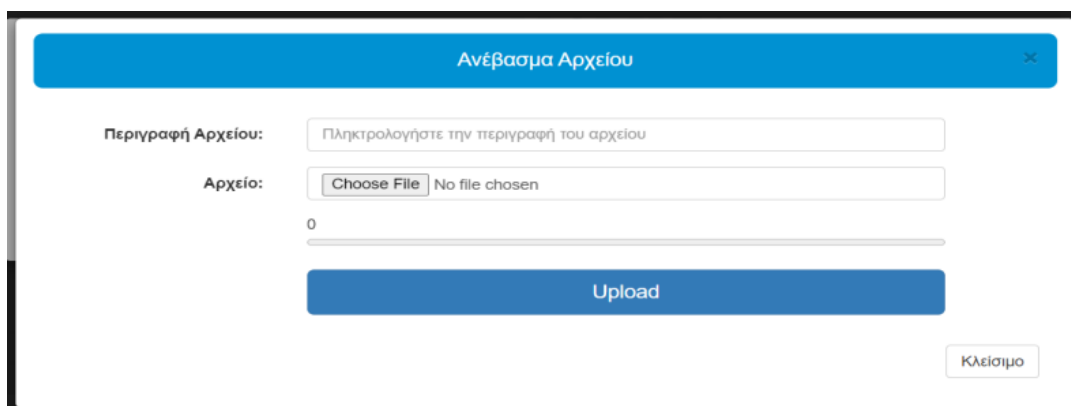 Ανέβασμα Αρχείου ×
Περιγραφή Αρχείου: Πληκτρολογήστε την περιγραφή του αρχείου
Αρχείο: Choose File No file chosen
0
Upload
Κλείσιμο